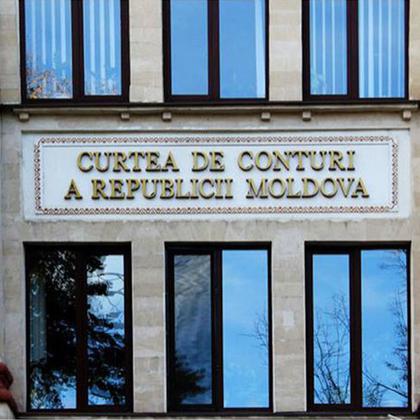 CURTEA DE CONTURI
A REPUBLICII MOLDOVA